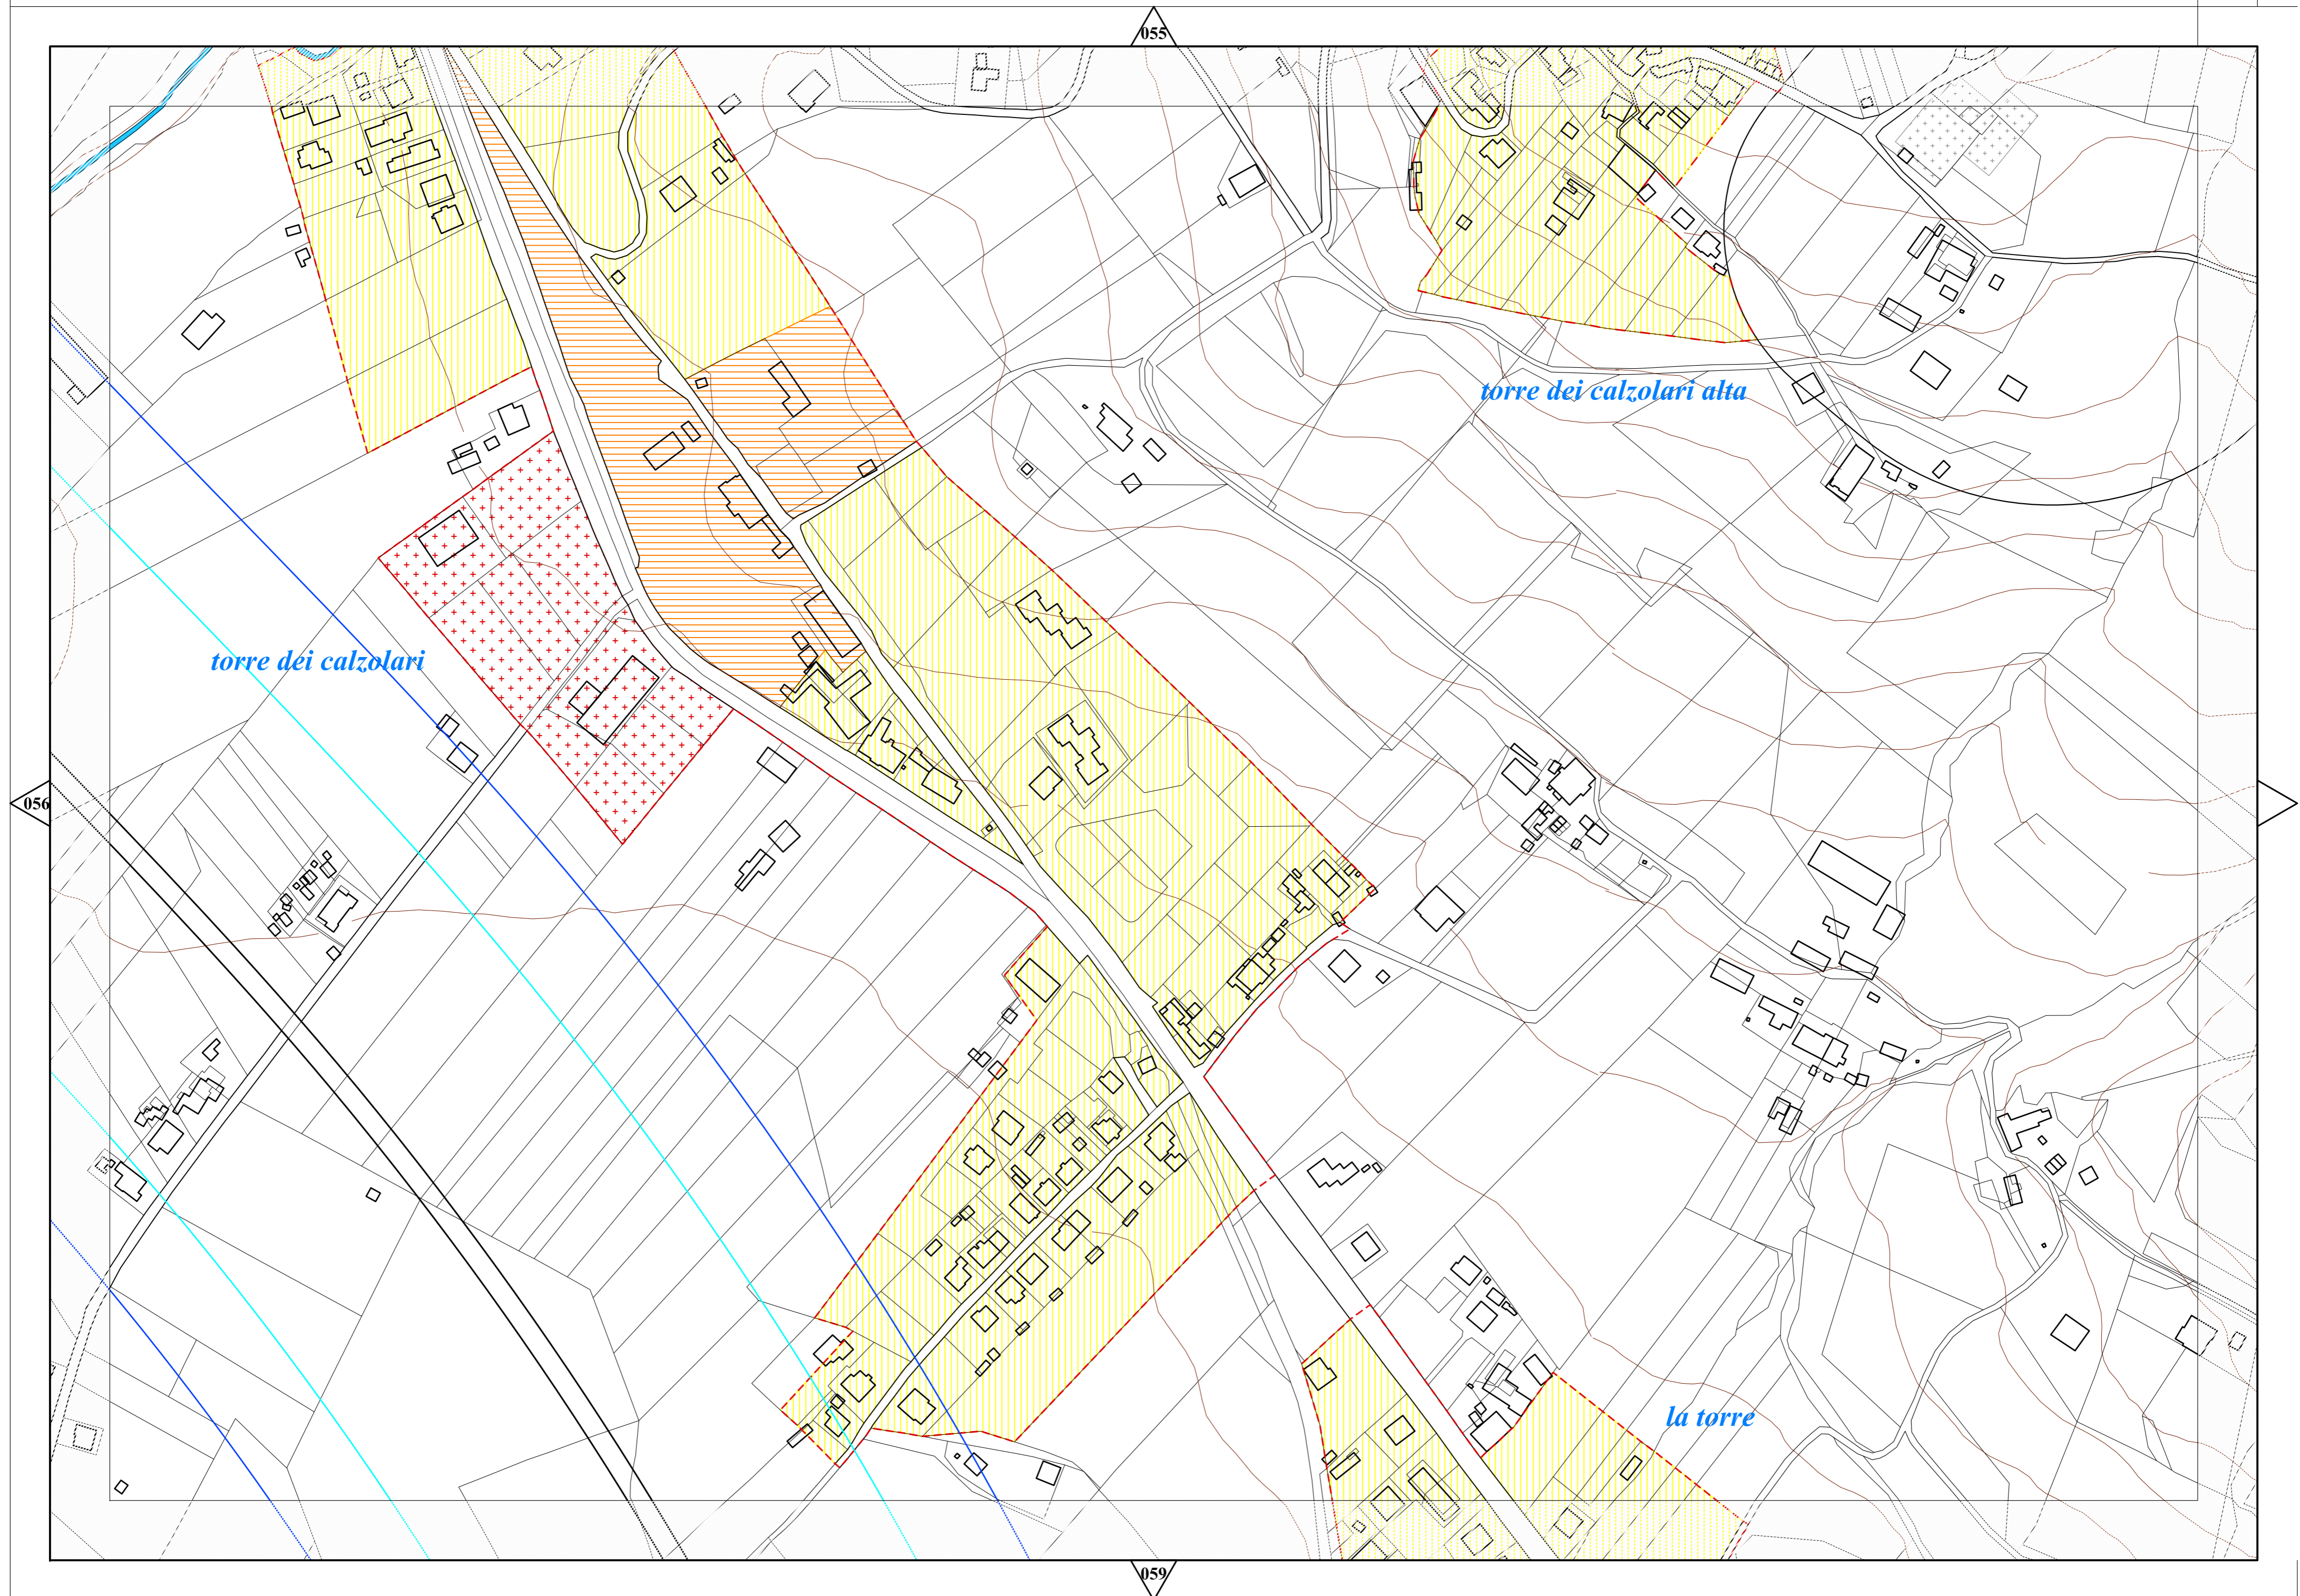 055
torre dei calzolari alta
torre dei calzolari
056
la torre
059